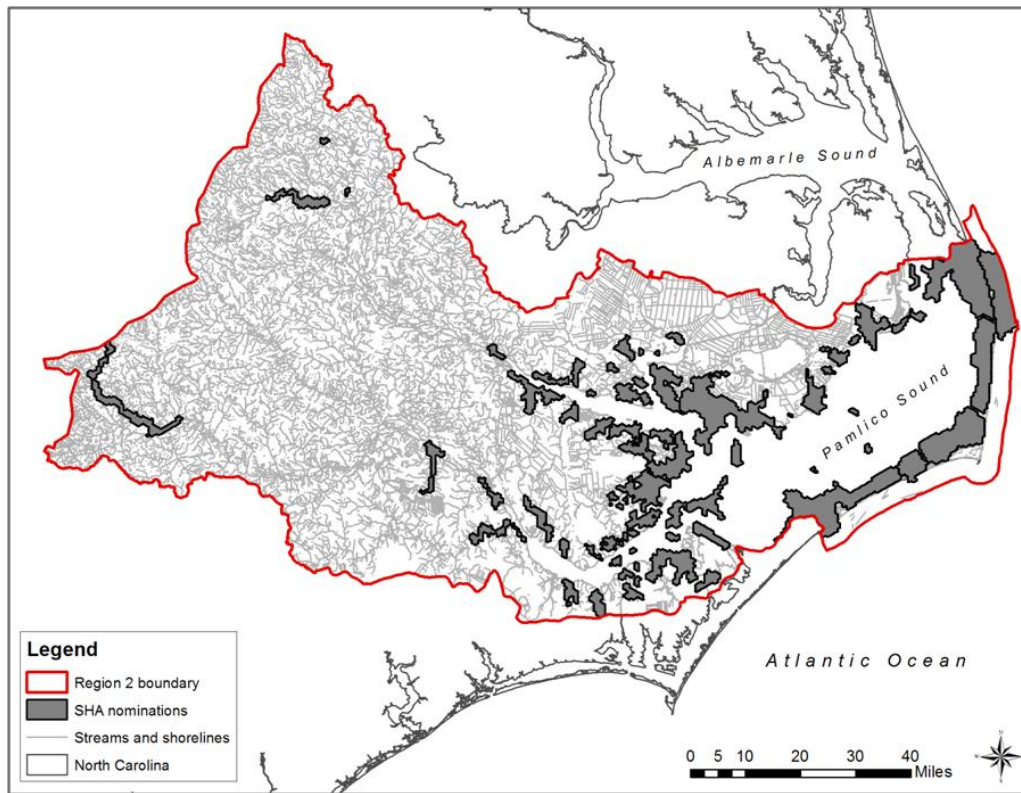 Albemarle Sound
Pamlico Sound
Atlantic Ocean
Legend
Region 2 boundary
SHA nominations
Streams and shorelines
North Carolina
0 5 10 20 30 40
Miles
N